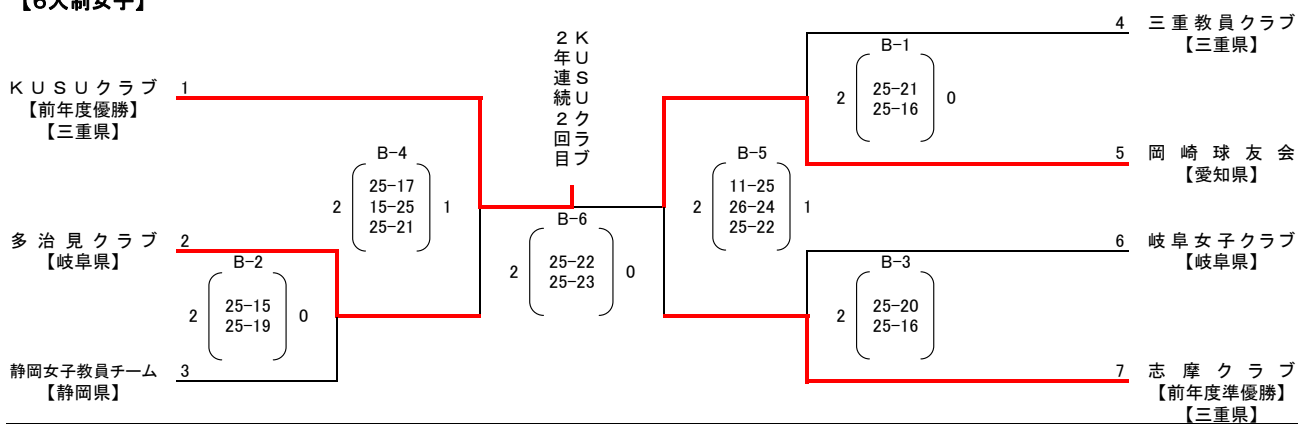 【6人制女子】
KUSUクラブ 1
【前年度優勝】
【三重県】
多治見クラブ 2
【岐阜県】
静岡女子教員チーム 3
【静岡県】
B-2
2 25-15 0
25-19
B-4
2 25-17 1
15-25
25-21
KUSUクラブ
2年連続2回目
B-6
2 25-22 0
25-23
B-5
2 11-25 1
26-24
25-22
B-1
2 25-21 0
25-16
B-3
2 25-20
25-16
4 三重教員クラブ
【三重県】
5 岡崎球友会
【愛知県】
6 岐阜女子クラブ
【岐阜県】
7 志摩クラブ
【前年度準優勝】
【三重県】